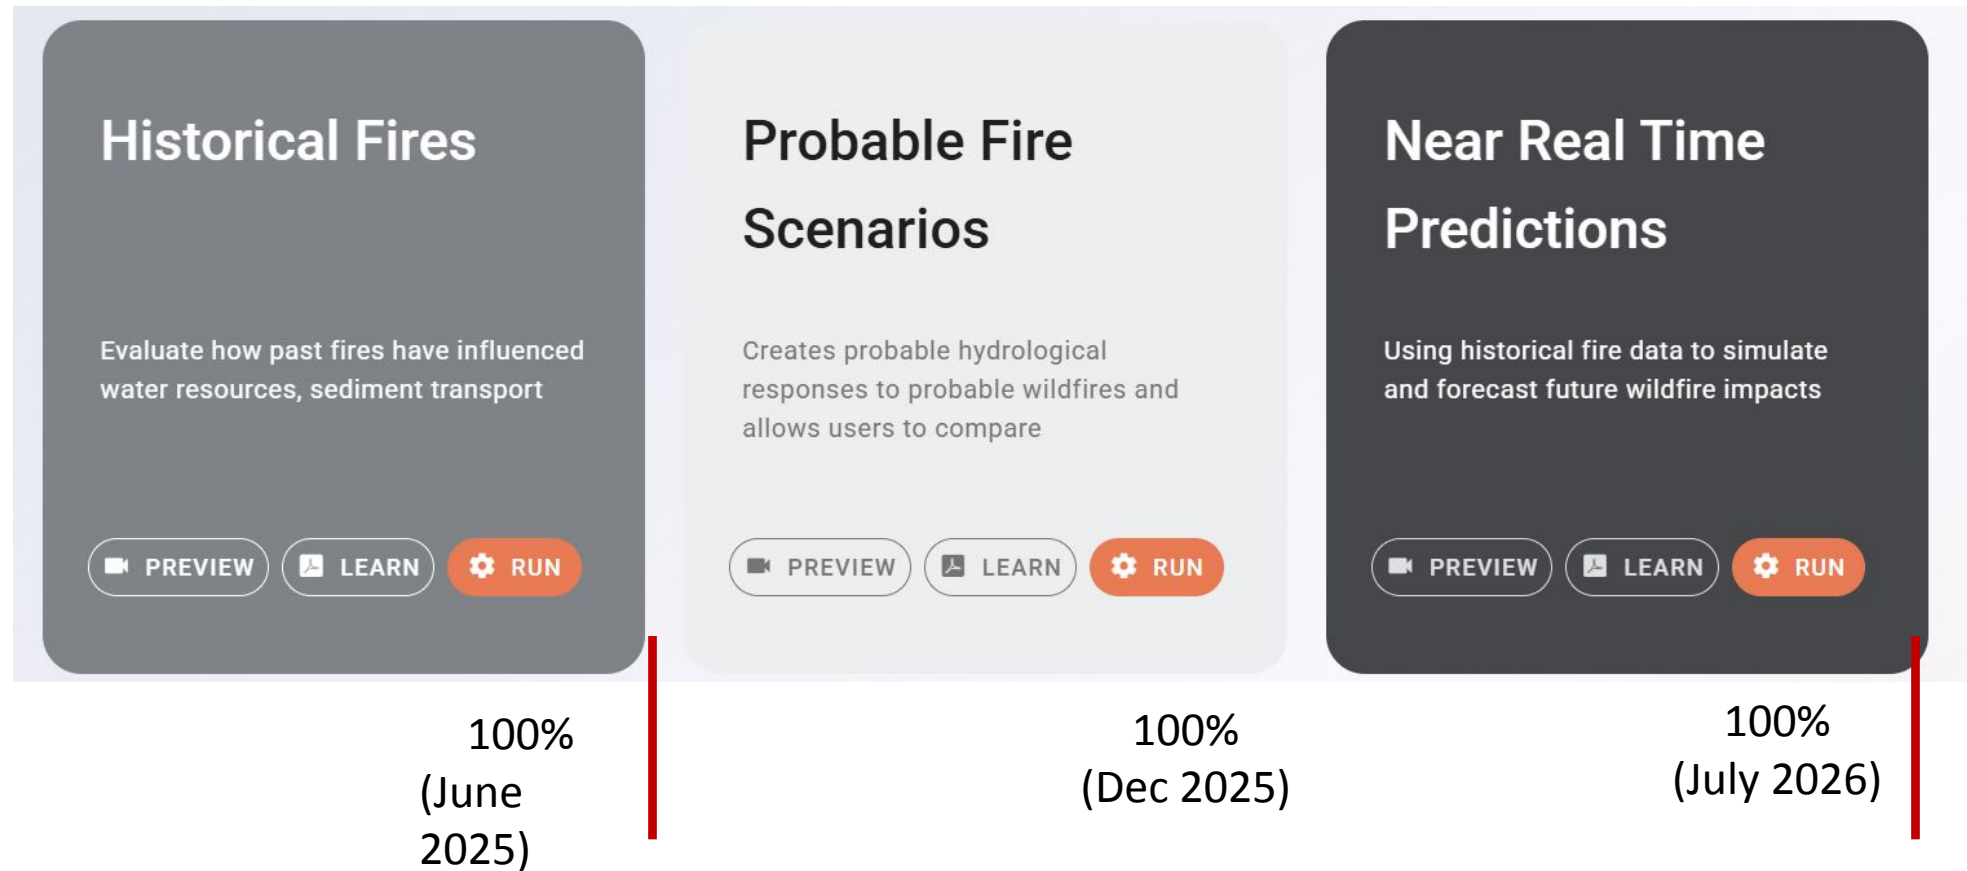 Historical Fires
Evaluate how past fires have influenced
water resources, sediment transport
PREVIEW
LEARN
RUN
Probable Fire
Scenarios
Creates probable hydrological
responses to probable wildfires and
allows users to compare
PREVIEW
LEARN
RUN
Near Real Time
Predictions
Using historical fire data to simulate
and forecast future wildfire impacts
PREVIEW
LEARN
RUN
100%
(June
2025)
100%
(Dec 2025)
100%
(July 2026)